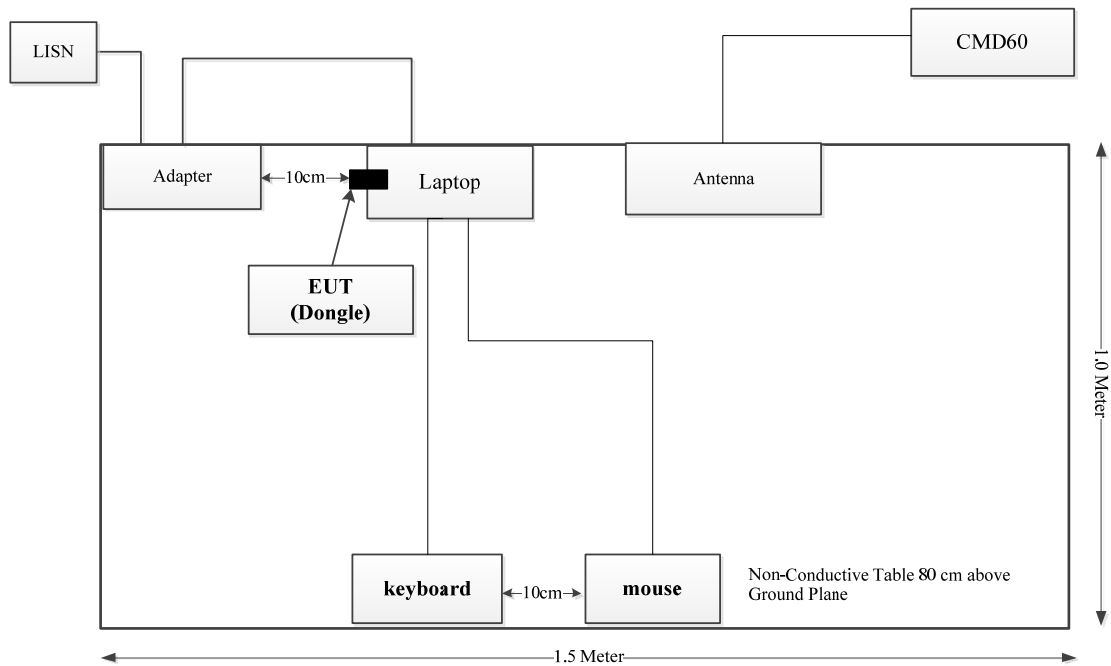 LISN
CMD60
Adapter
10cm
Laptop
Antenna
EUT
(Dongle)
1.0 Meter
keyboard
10cm
mouse
Non-Conductive Table 80 cm above
Ground Plane
1.5 Meter